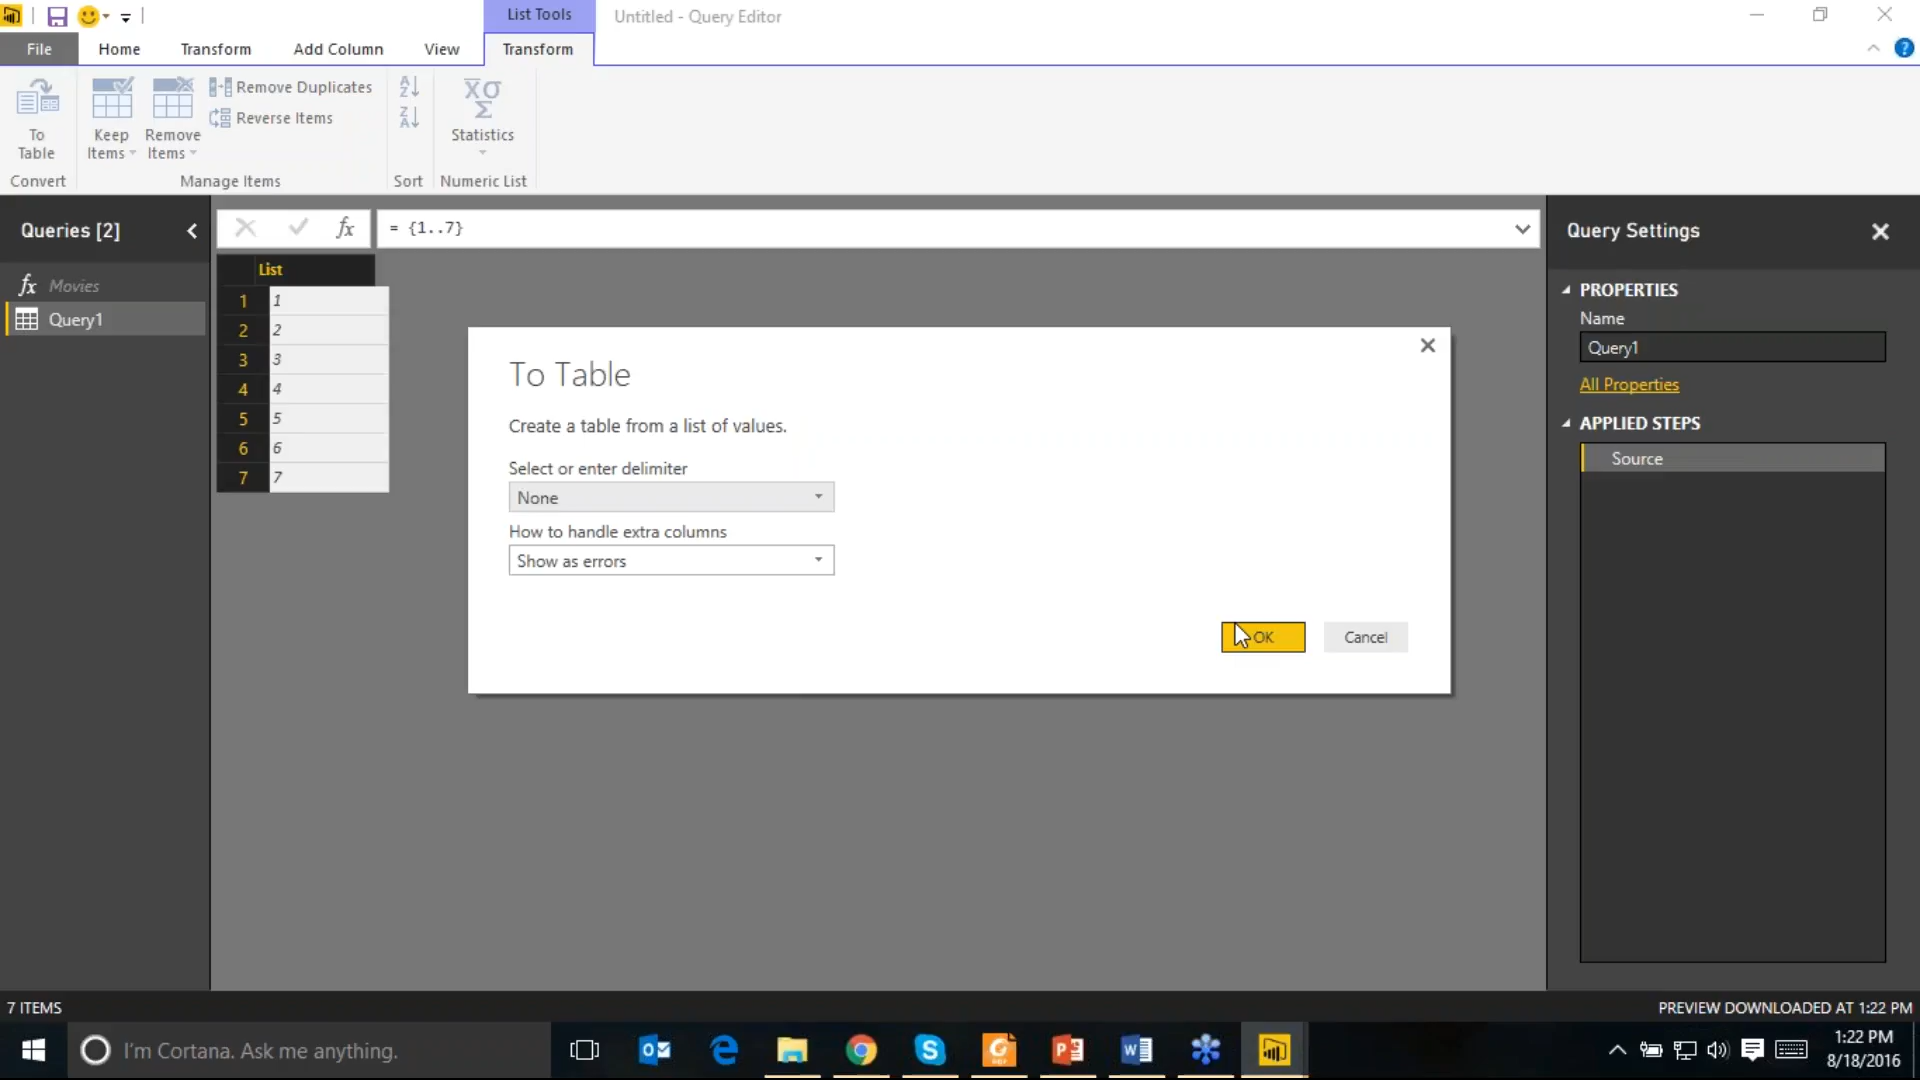 List Tools
Untitled - Query Editor
File
Home
Transform
Add Column
View
Transform
To Table
Keep Items
Remove Items
Remove Duplicates
Reverse Items
Statistics
Convert
Manage Items
Sort
Numeric List
Queries [2]
fx
= {1..7}
Query Settings
fx Movies
Query1
List
1 1
2 2
3 3
4 4
5 5
6 6
7 7
To Table
Create a table from a list of values.
Select or enter delimiter
None
How to handle extra columns
Show as errors
OK
Cancel
PROPERTIES
Name
Query1
All Properties
APPLIED STEPS
Source
7 ITEMS
PREVIEW DOWNLOADED AT 1:22 PM
I'm Cortana. Ask me anything.
1:22 PM
8/18/2016